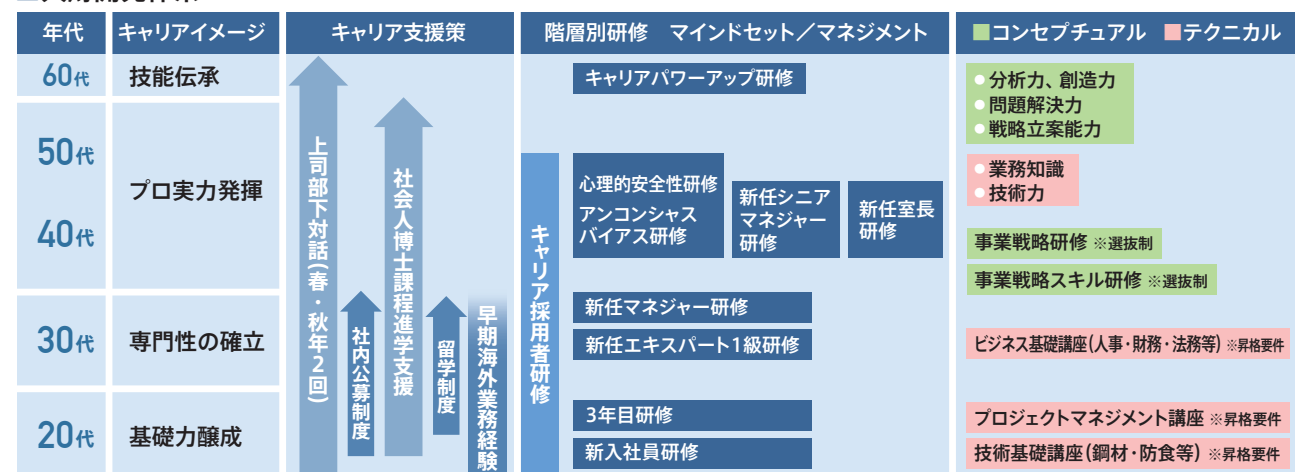 年代
キャリアイメージ
キャリア支援策
階層別研修　マインドセット／マネジメント
■コンセプチュアル ■テクニカル
60代
技能伝承
50代
40代
プロ実力発揮
30代
専門性の確立
20代
基礎力醸成
上司部下対話(春・秋年2回)
社内公募制度
社会人博士課程進学支援
留学制度
早期海外業務経験
キャリア採用者研修
キャリアパワーアップ研修
心理的安全性研修
アンコンシャス
バイアス研修
新任シニア
マネジャー
研修
新任室長
研修
新任マネジャー研修
新任エキスパート1級研修
3年目研修
新入社員研修
●分析力、創造力
●問題解決力
●戦略立案能力
●業務知識
●技術力
事業戦略研修 ※選抜制
事業戦略スキル研修 ※選抜制
ビジネス基礎講座(人事・財務・法務等) ※昇格要件
プロジェクトマネジメント講座 ※昇格要件
技術基礎講座(鋼材・防食等) ※昇格要件